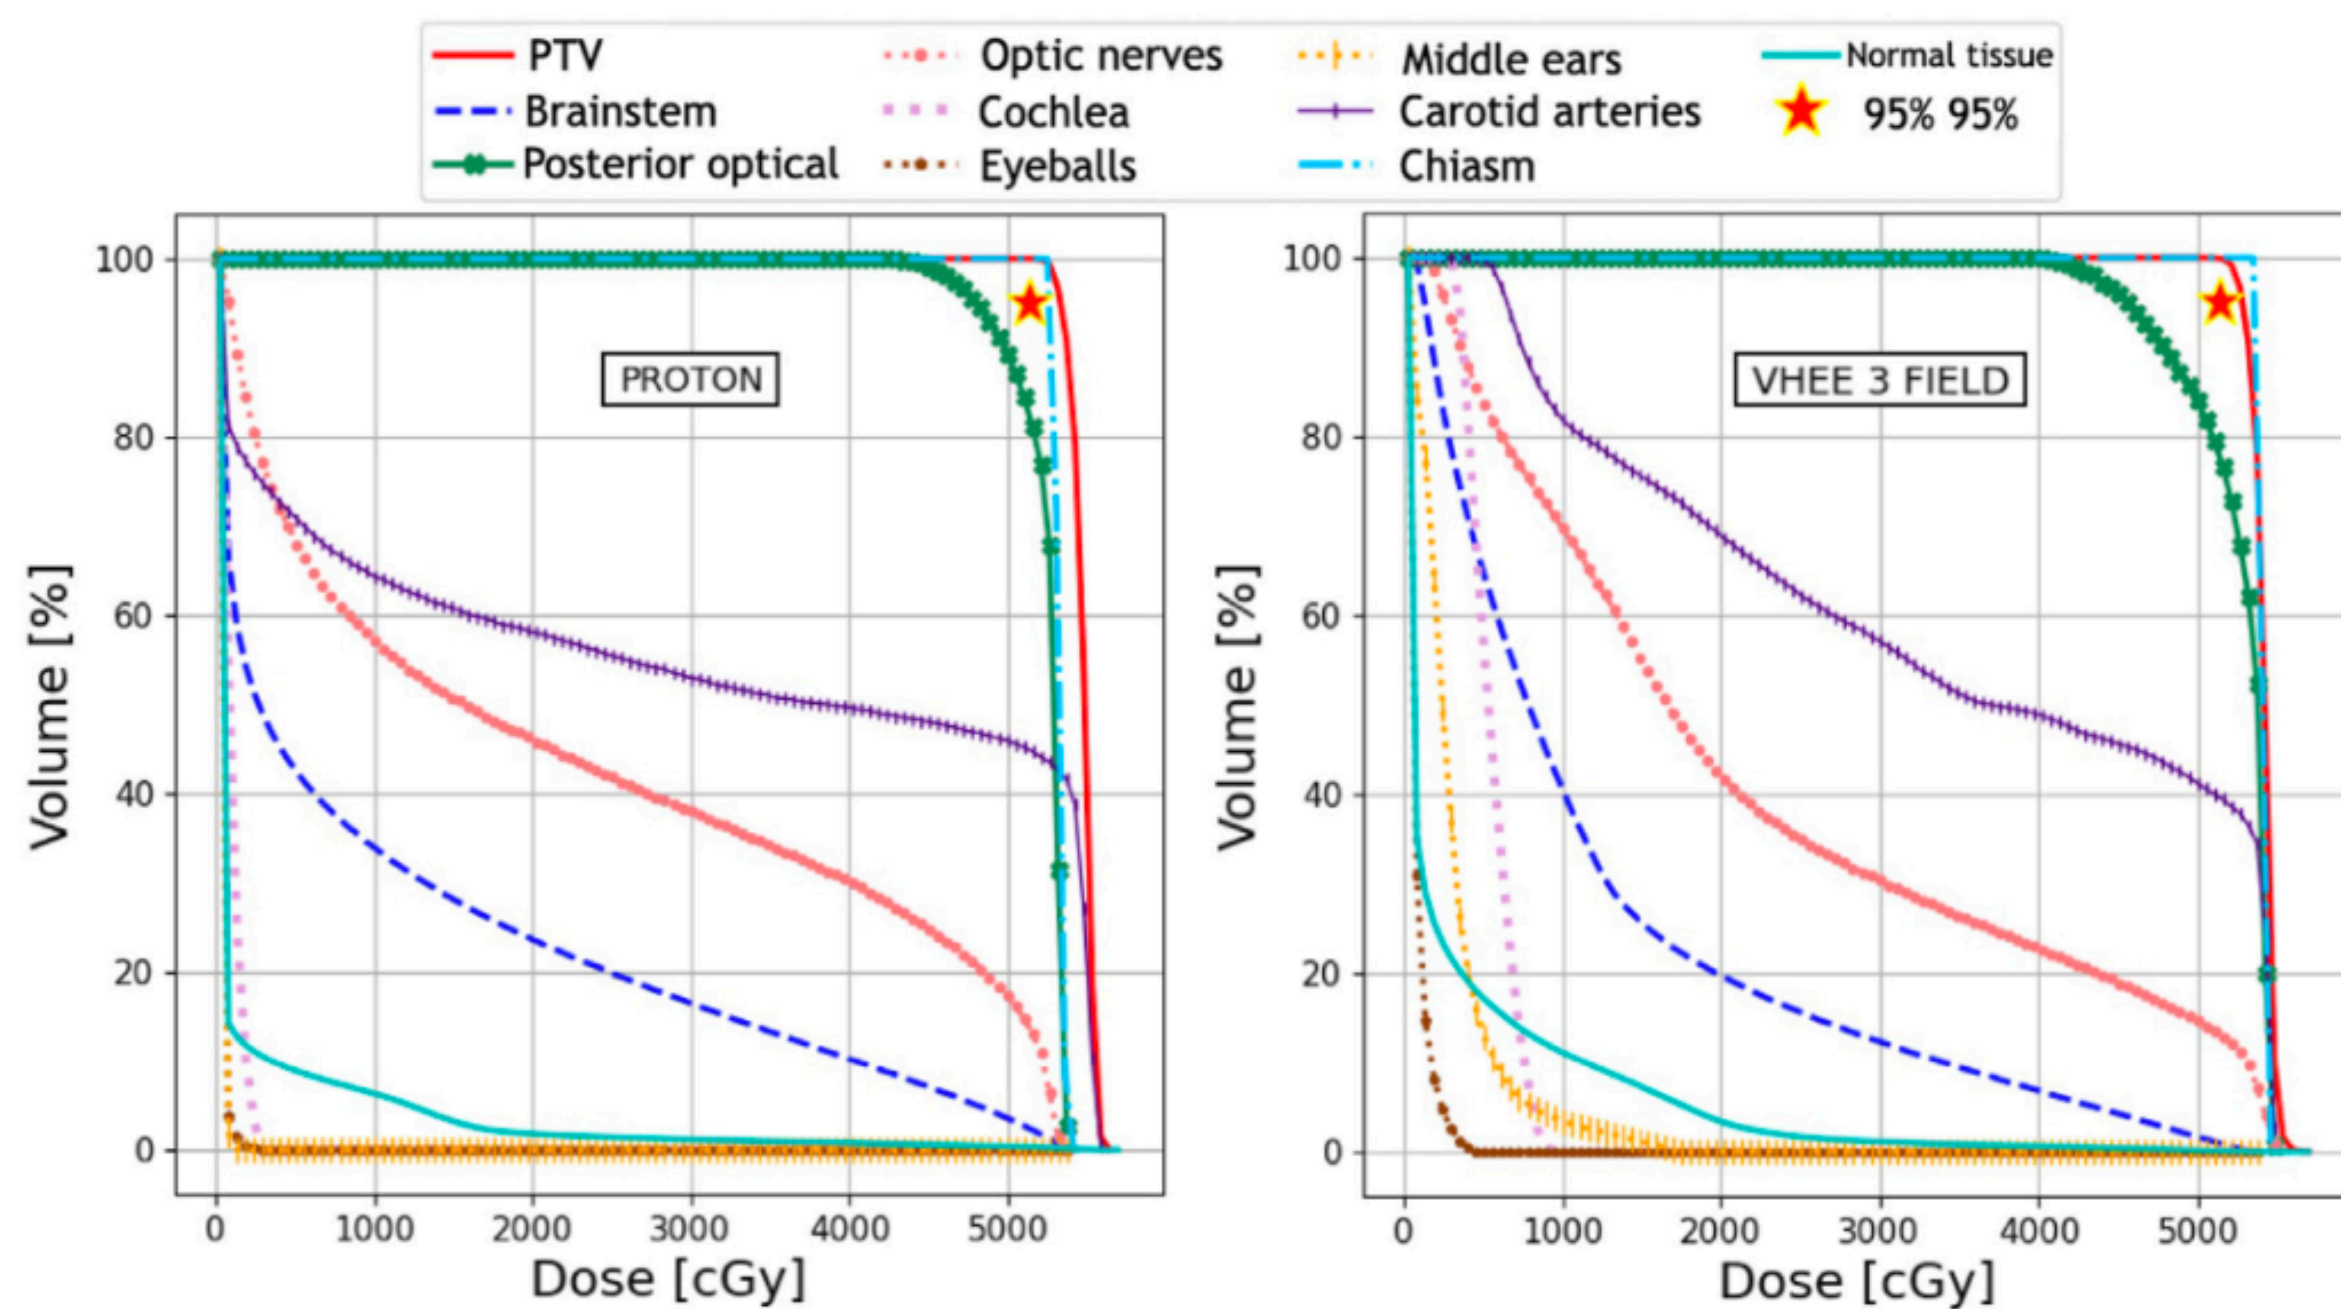 PTV
Brainstem
Posterior optical
Optic nerves
Cochlea
Eyeballs
Middle ears
Carotid arteries
Chiasm
Normal tissue
95% 95%
PROTON
Volume [%]
100
80
60
40
20
0
0 1000 2000 3000 4000 5000
Dose [cGy]
VHEE 3 FIELD
Volume [%]
100
80
60
40
20
0
0 1000 2000 3000 4000 5000
Dose [cGy]